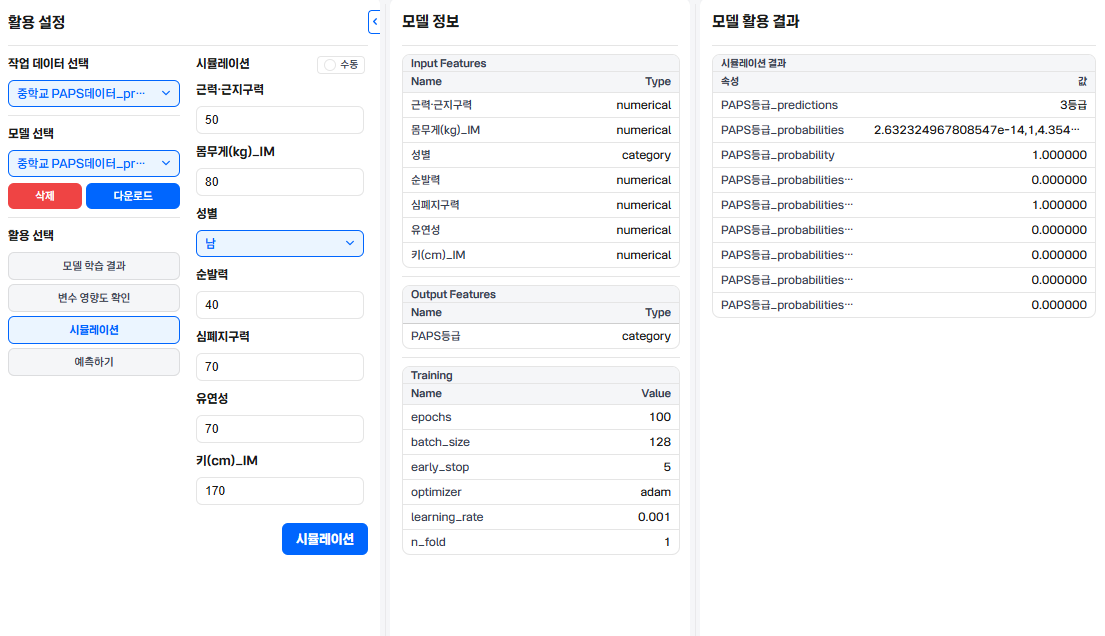 활용 설정
작업 데이터 선택
중학교 PAPS데이터_pr···
모델 선택
중학교 PAPS데이터_pr···
삭제
다운로드
활용 선택
모델 학습 결과
변수 영향도 확인
시뮬레이션
예측하기
시뮬레이션
수동
근력·근지구력
50
몸무게(kg)_IM
80
성별
남
순발력
40
심폐지구력
70
유연성
70
키(cm)_IM
170
시뮬레이션
모델 정보
Input Features
Name Type
근력·근지구력 numerical
몸무게(kg)_IM numerical
성별 category
순발력 numerical
심폐지구력 numerical
유연성 numerical
키(cm)_IM numerical
Output Features
Name Type
PAPS등급 category
Training
Name Value
epochs 100
batch_size 128
early_stop 5
optimizer adam
learning_rate 0.001
n_fold 1
모델 활용 결과
시뮬레이션 결과
속성 값
PAPS등급_predictions 3등급
PAPS등급_probabilities 2.632324967808547e-14,1,4.354···
PAPS등급_probability 1.000000
PAPS등급_probabilities··· 0.000000
PAPS등급_probabilities··· 1.000000
PAPS등급_probabilities··· 0.000000
PAPS등급_probabilities··· 0.000000
PAPS등급_probabilities··· 0.000000
PAPS등급_probabilities··· 0.000000